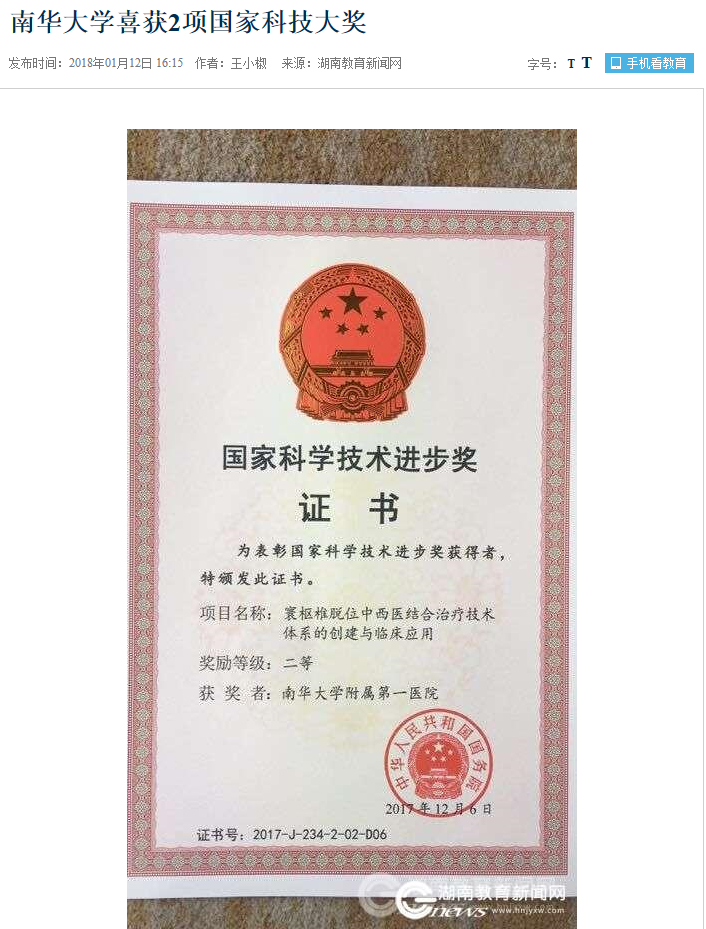 南华大学喜获2项国家科技大奖
发布时间：2018年01月12日 16:15 作者：王小椒 来源：湖南教育新闻网 字号： T T 手机看教育
国家科学技术进步奖
证 书
为表彰国家科学技术进步奖获得者，
特颁发此证书。
项目名称：寰枢椎脱位中西医结合治疗技术
体系的创建与临床应用
奖励等级：二等
获 奖 者：南华大学附属第一医院
中华人民共和国国务院
2017 年 12 月 6 日
证书号：2017-J-234-2-02-D06
湖南教育新闻网
news www.hnjyxw.com